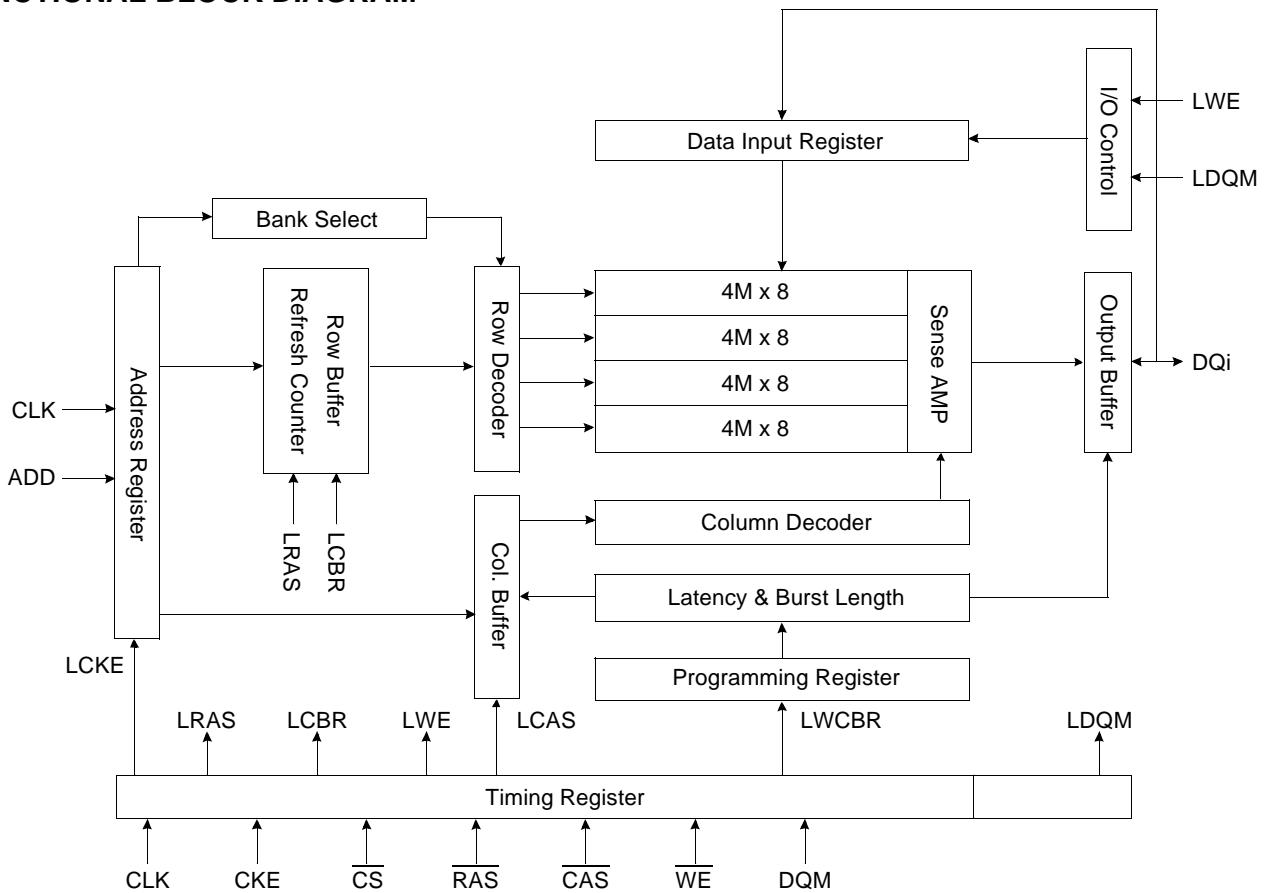 FUNCTIONAL BLOCK DIAGRAM
I/O Control
LWE
LDQM
Data Input Register
Bank Select
Address Register
CLK
ADD
Refresh Counter
Row Buffer
LRAS
LCBR
Row Decoder
4M x 8
4M x 8
4M x 8
4M x 8
Sense AMP
Output Buffer
DQi
Col. Buffer
Column Decoder
Latency & Burst Length
Programming Register
LCKE
LRAS
LCBR
LWE
LCAS
LWCBR
LDQM
Timing Register
CLK
CKE
CS
RAS
CAS
WE
DQM